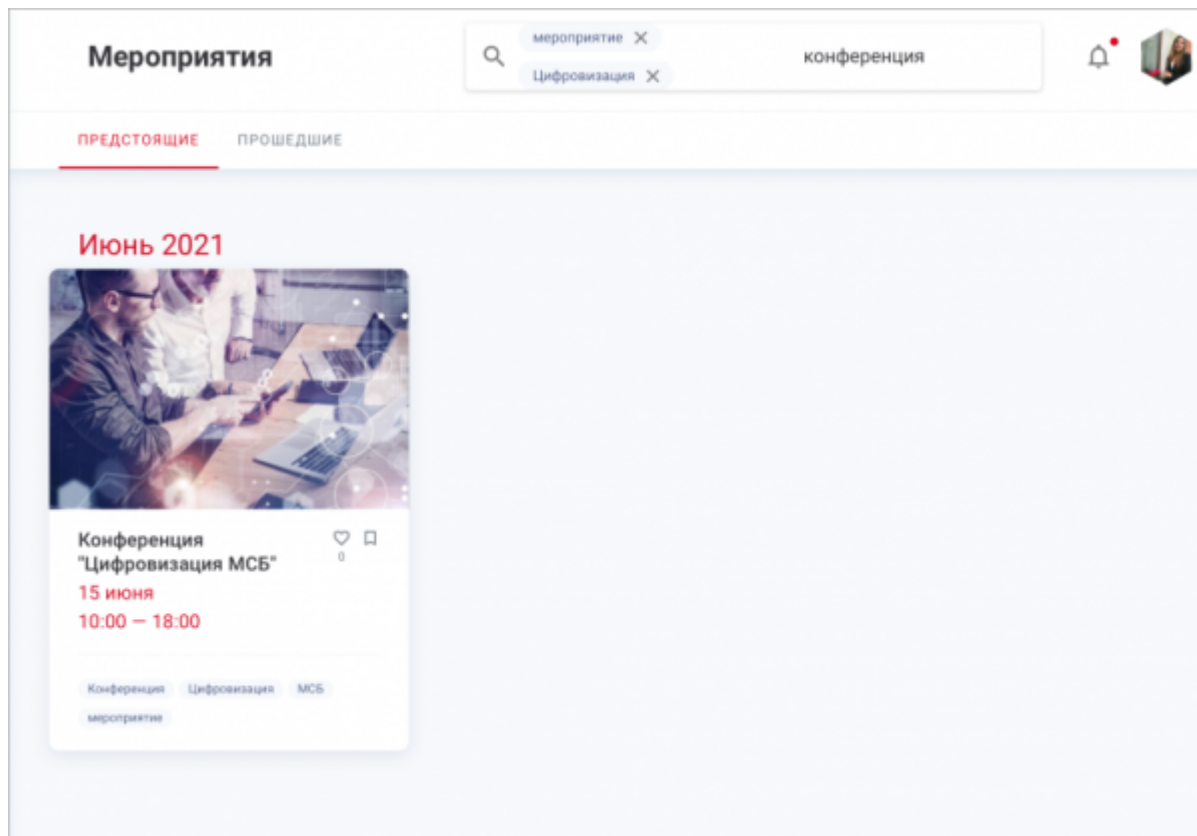 Мероприятия
мероприятие
Цифровизация
конференция
ПРЕДСТОЯЩИЕ ПРОШЕДШИЕ
Июнь 2021
Конференция
"Цифровизация МСБ"
0
15 июня
10:00 — 18:00
Конференция Цифровизация МСБ
мероприятие